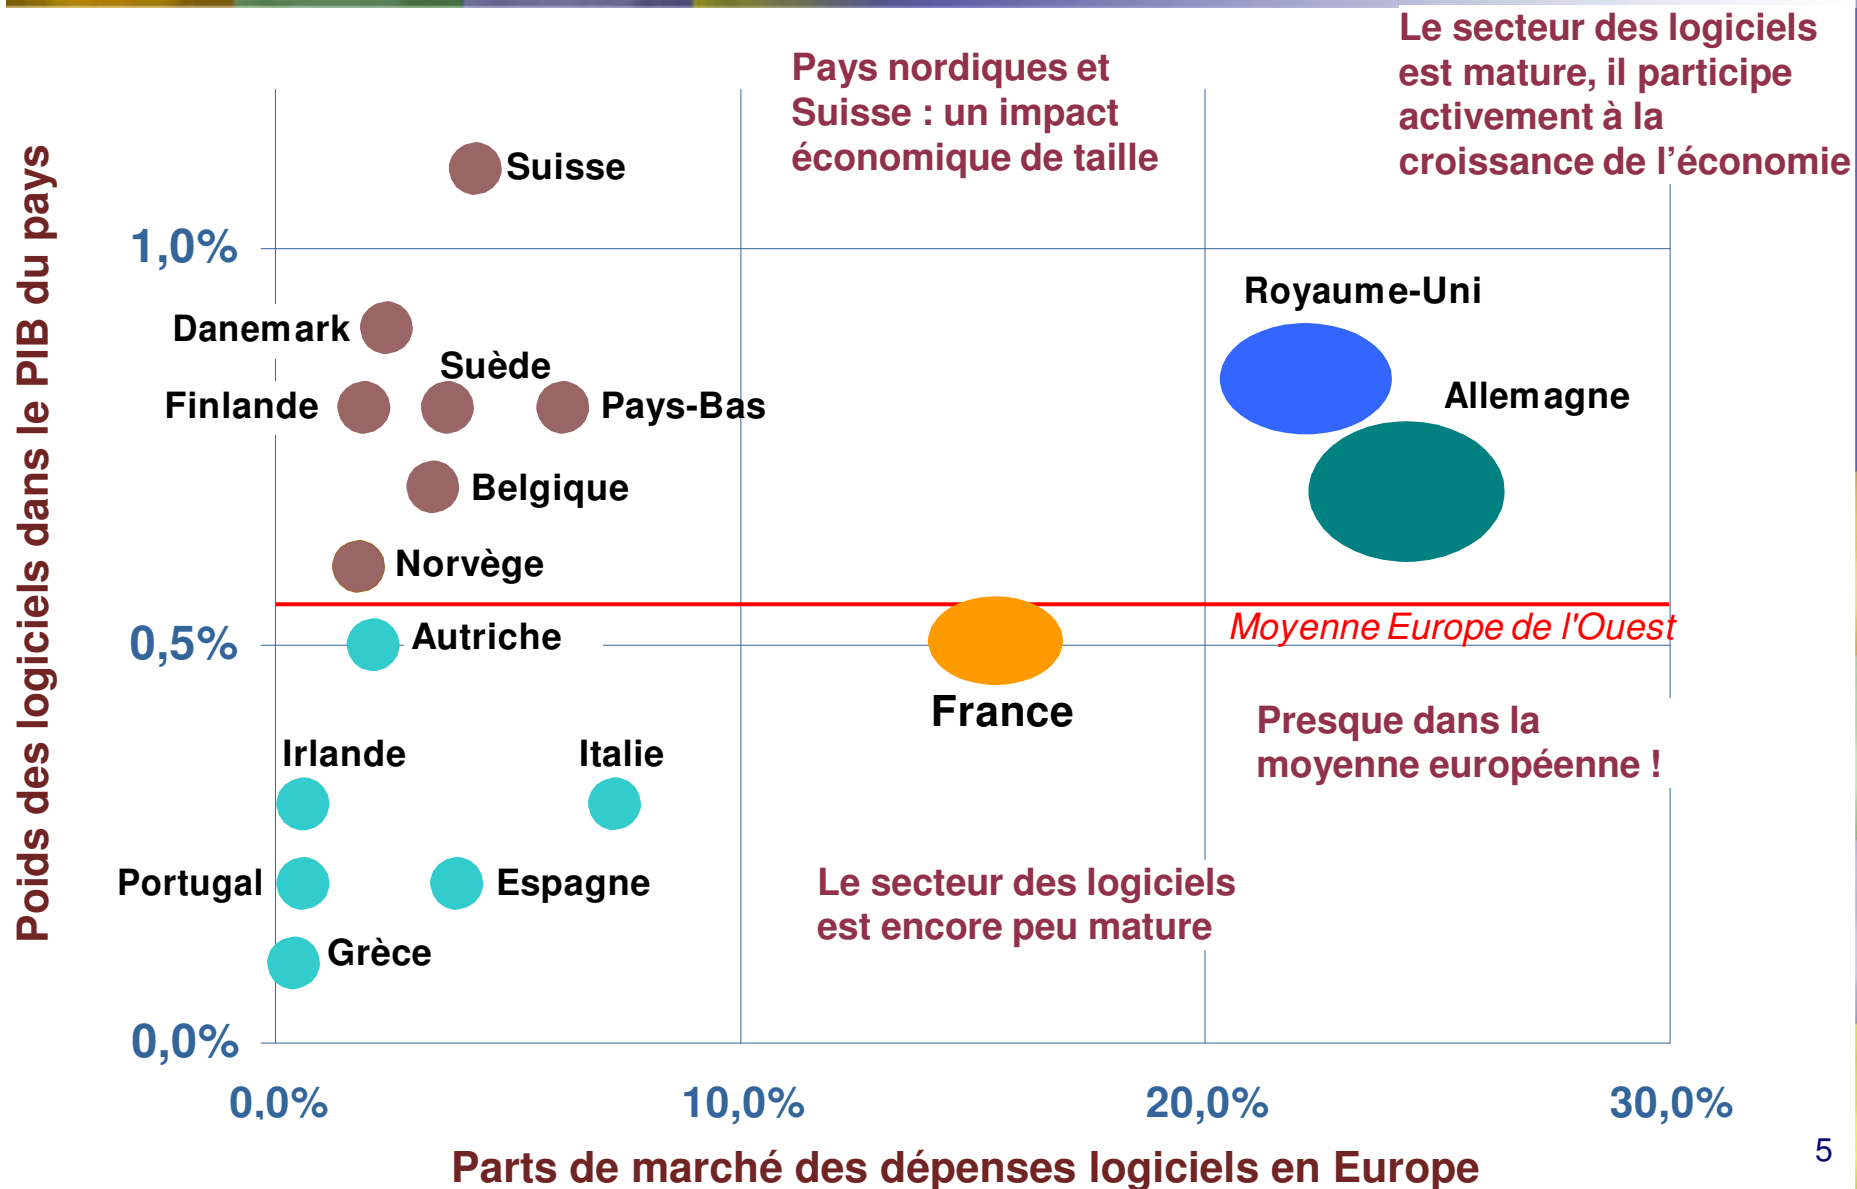 Le secteur des logiciels
est mature, il participe
activement à la
croissance de l’économie
Pays nordiques et
Suisse : un impact
économique de taille
Poids des logiciels dans le PIB du pays
Suisse
1,0%
Royaume-Uni
Danemark
Suède
Allemagne
Finlande
Pays-Bas
Belgique
Norvège
Moyenne Europe de l'Ouest
0,5%
Autriche
France
Presque dans la
moyenne européenne !
Irlande
Italie
Portugal
Espagne
Le secteur des logiciels
est encore peu mature
Grèce
0,0%
0,0%
10,0%
20,0%
30,0%
Parts de marché des dépenses logiciels en Europe
5